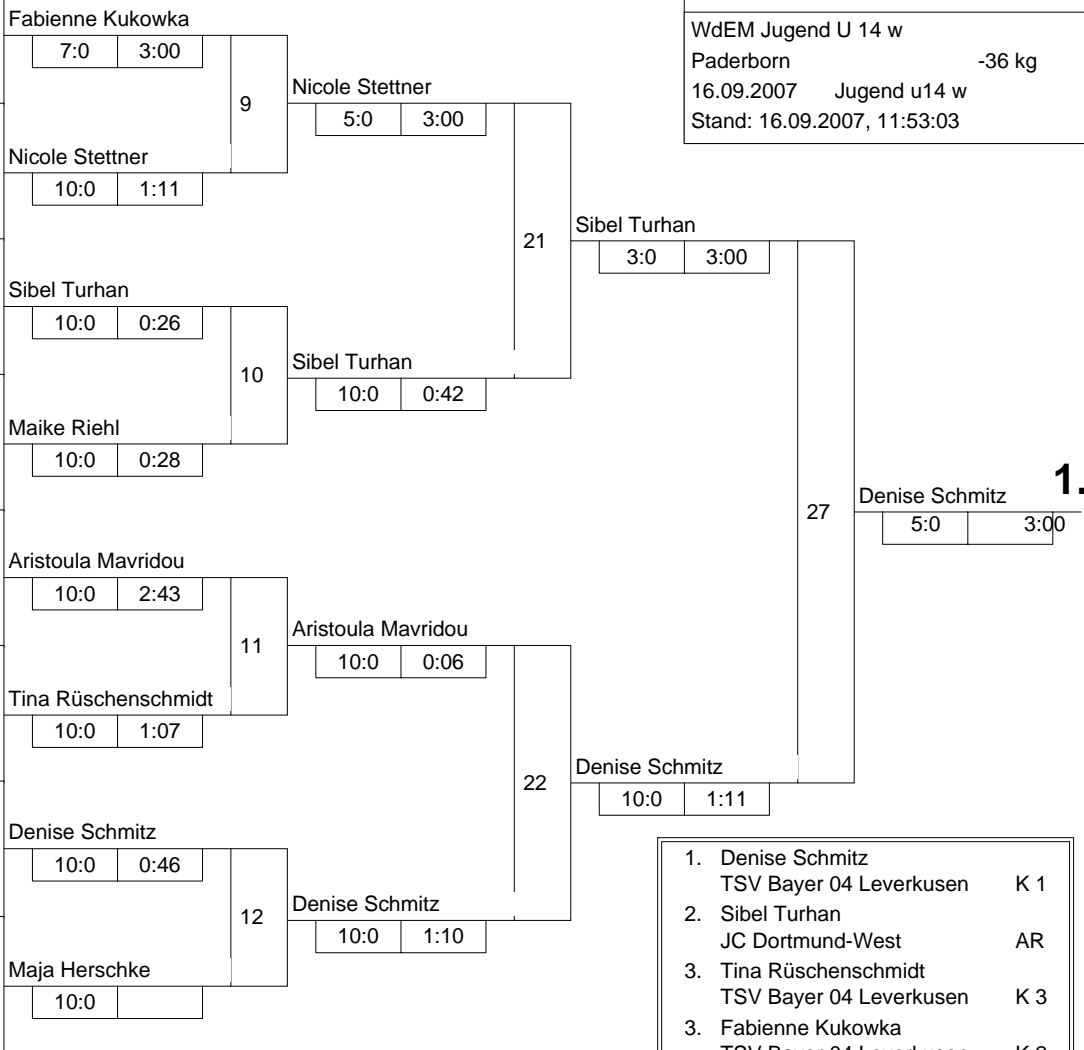 Fabienne Kukowka
7:0 3:00
9
Nicole Stettner
10:0 1:11
Nicole Stettner
5:0 3:00
Sibel Turhan
10:0 0:26
10
Maike Riehl
10:0 0:28
Sibel Turhan
10:0 0:42
21
Sibel Turhan
3:0 3:00
Aristoula Mavridou
10:0 2:43
11
Tina Rüschenschmidt
10:0 1:07
Aristoula Mavridou
10:0 0:06
Denise Schmitz
10:0 0:46
12
Maja Herschke
10:0
Denise Schmitz
10:0 1:10
22
Denise Schmitz
10:0 1:11
27
Denise Schmitz 1.
5:0 3:00
WdEM Jugend U 14 w
Paderborn -36 kg
16.09.2007 Jugend u14 w
Stand: 16.09.2007, 11:53:03
1. Denise Schmitz
TSV Bayer 04 Leverkusen K 1
2. Sibel Turhan
JC Dortmund-West AR
3. Tina Rüschenschmidt
TSV Bayer 04 Leverkusen K 3
3. Fabienne Kukowka
TSV Bayer 04 Leverkusen